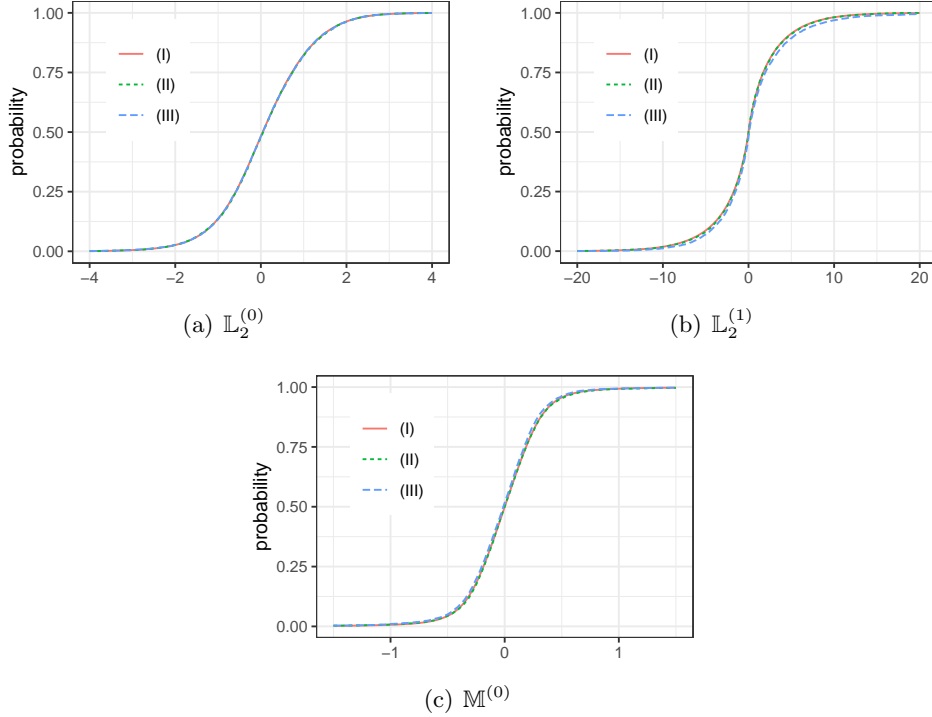 1.00
0.75
0.50
0.25
0.00
probability
(I)
(II)
(III)
−4 −2 0 2 4
(a) 𝕃₂⁽⁰⁾
1.00
0.75
0.50
0.25
0.00
probability
(I)
(II)
(III)
−20 −10 0 10 20
(b) 𝕃₂⁽¹⁾
1.00
0.75
0.50
0.25
0.00
probability
(I)
(II)
(III)
−1 0 1
(c) 𝕄⁽⁰⁾